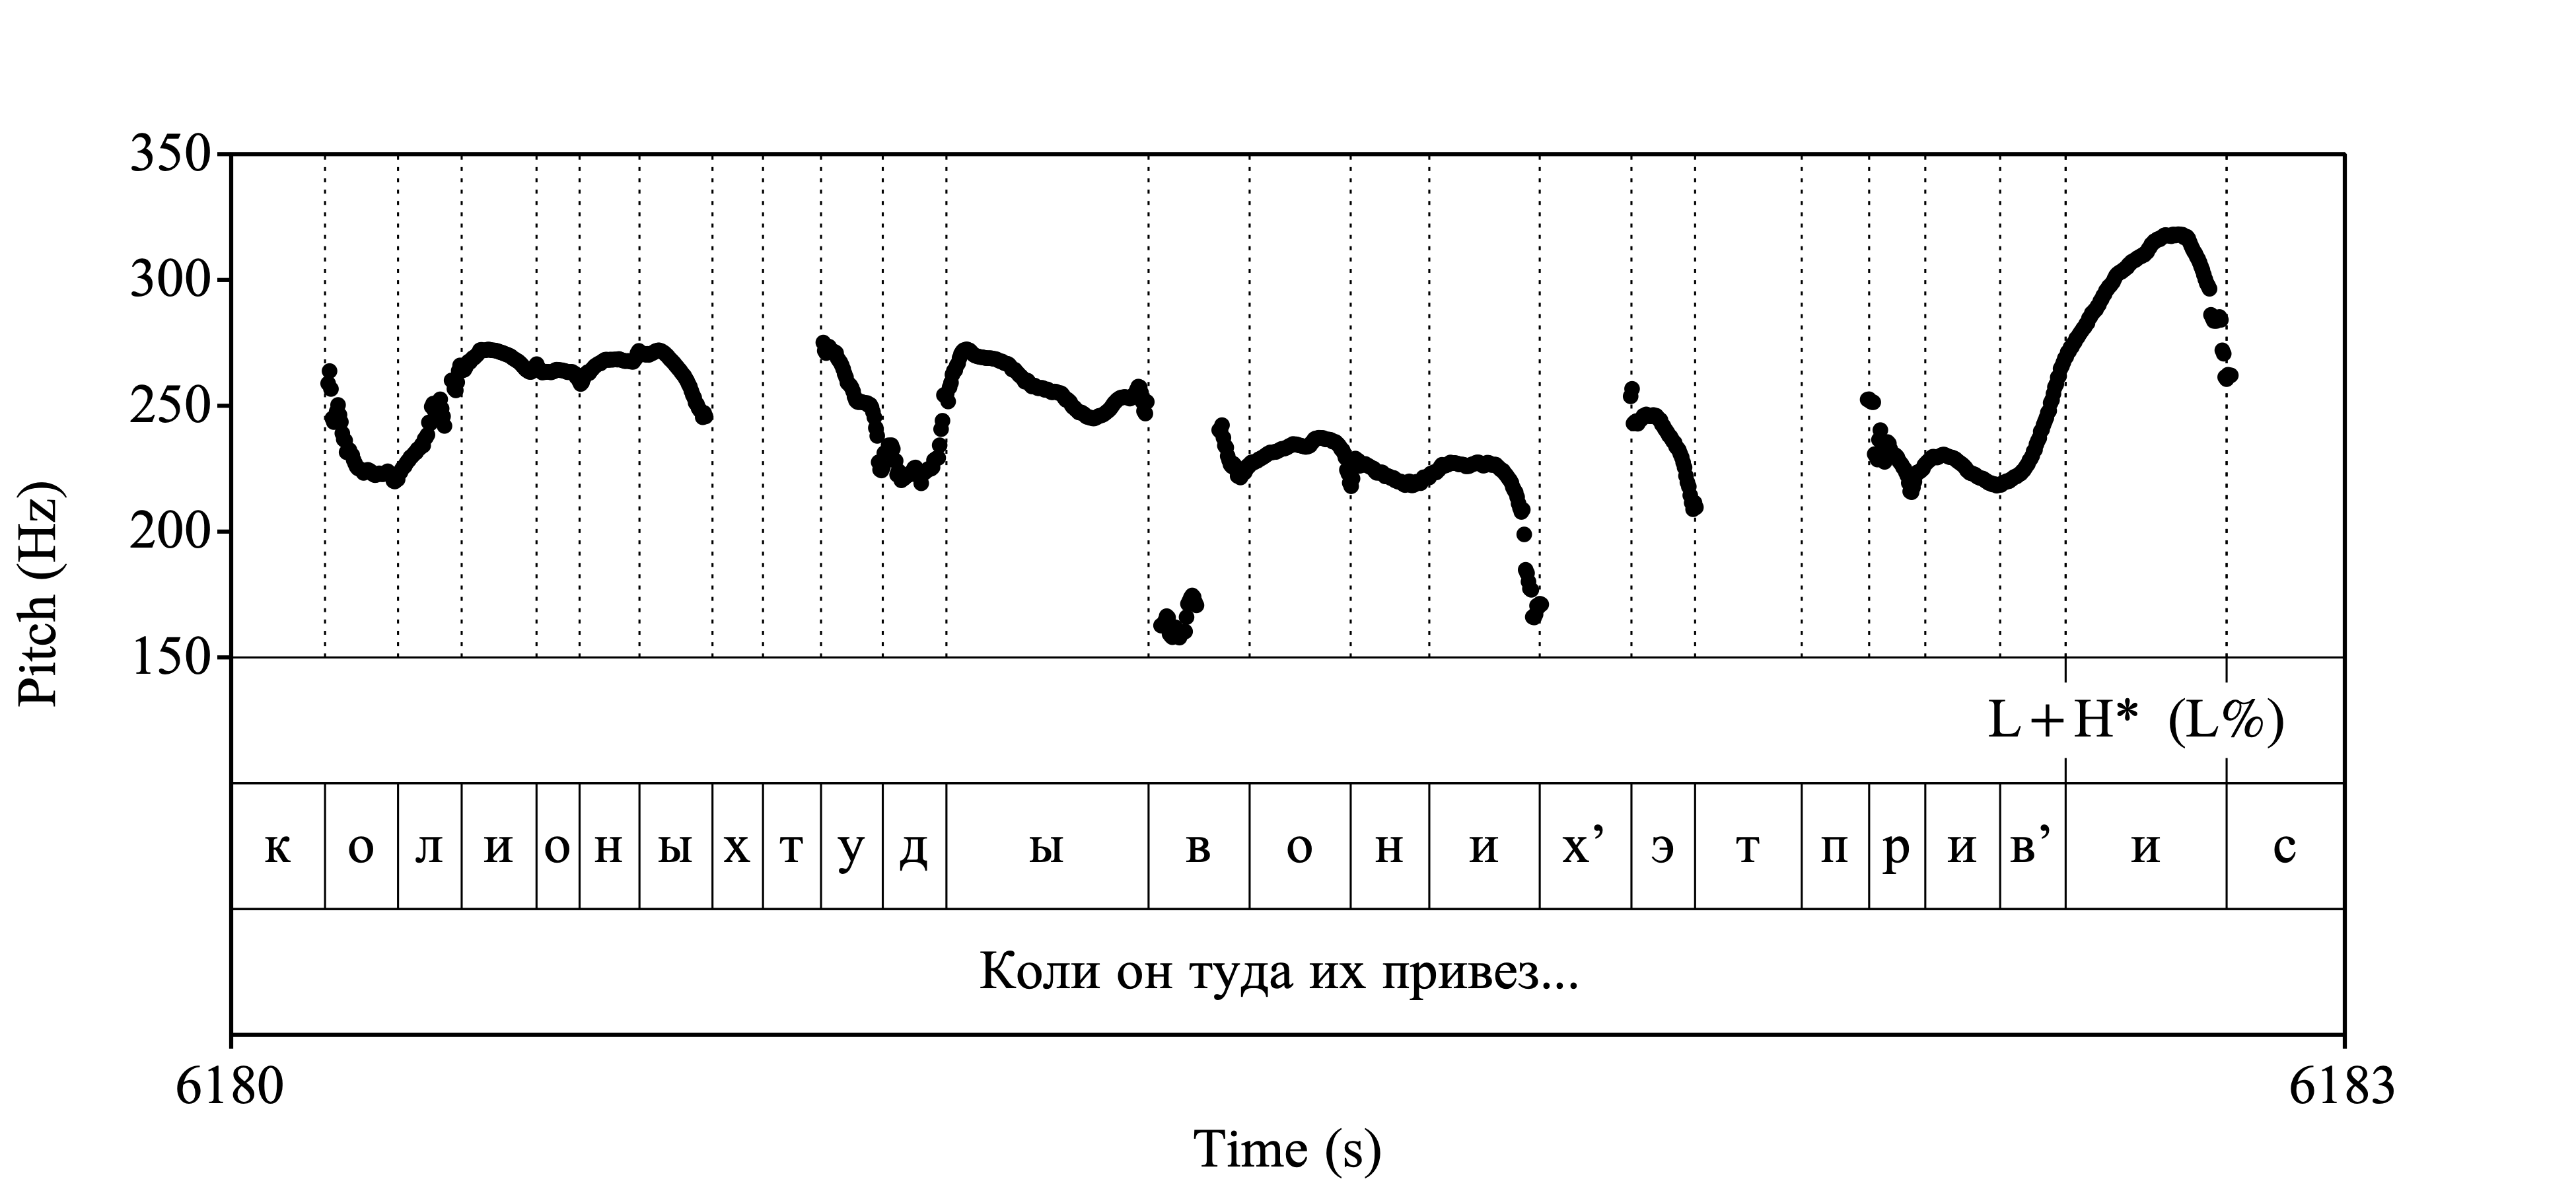 350
300
250
200
150
Pitch (Hz)
L+H* (L%)
к о л и о н ы х т у д ы в о н и х’ э т п р и в’ и с
Коли он туда их привез...
6180 6183
Time (s)